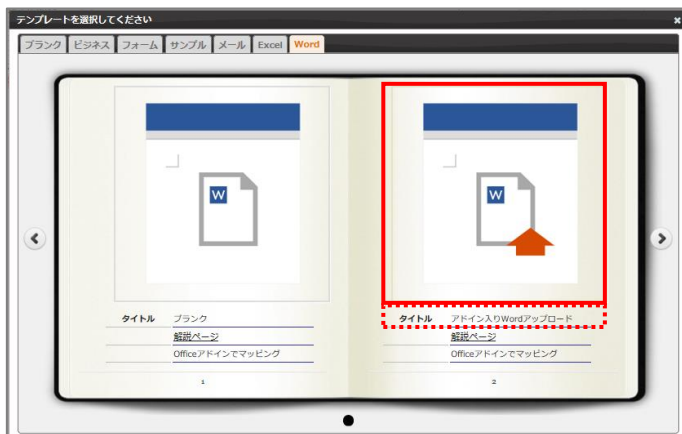 テンプレートを選択してください
ブランク ビジネス フォーム サンプル メール Excel Word
W
W
タイトル ブランク
解説ページ
Officeアドインでマッピング
1
タイトル アドイン入りWordアップロード
解説ページ
Officeアドインでマッピング
2